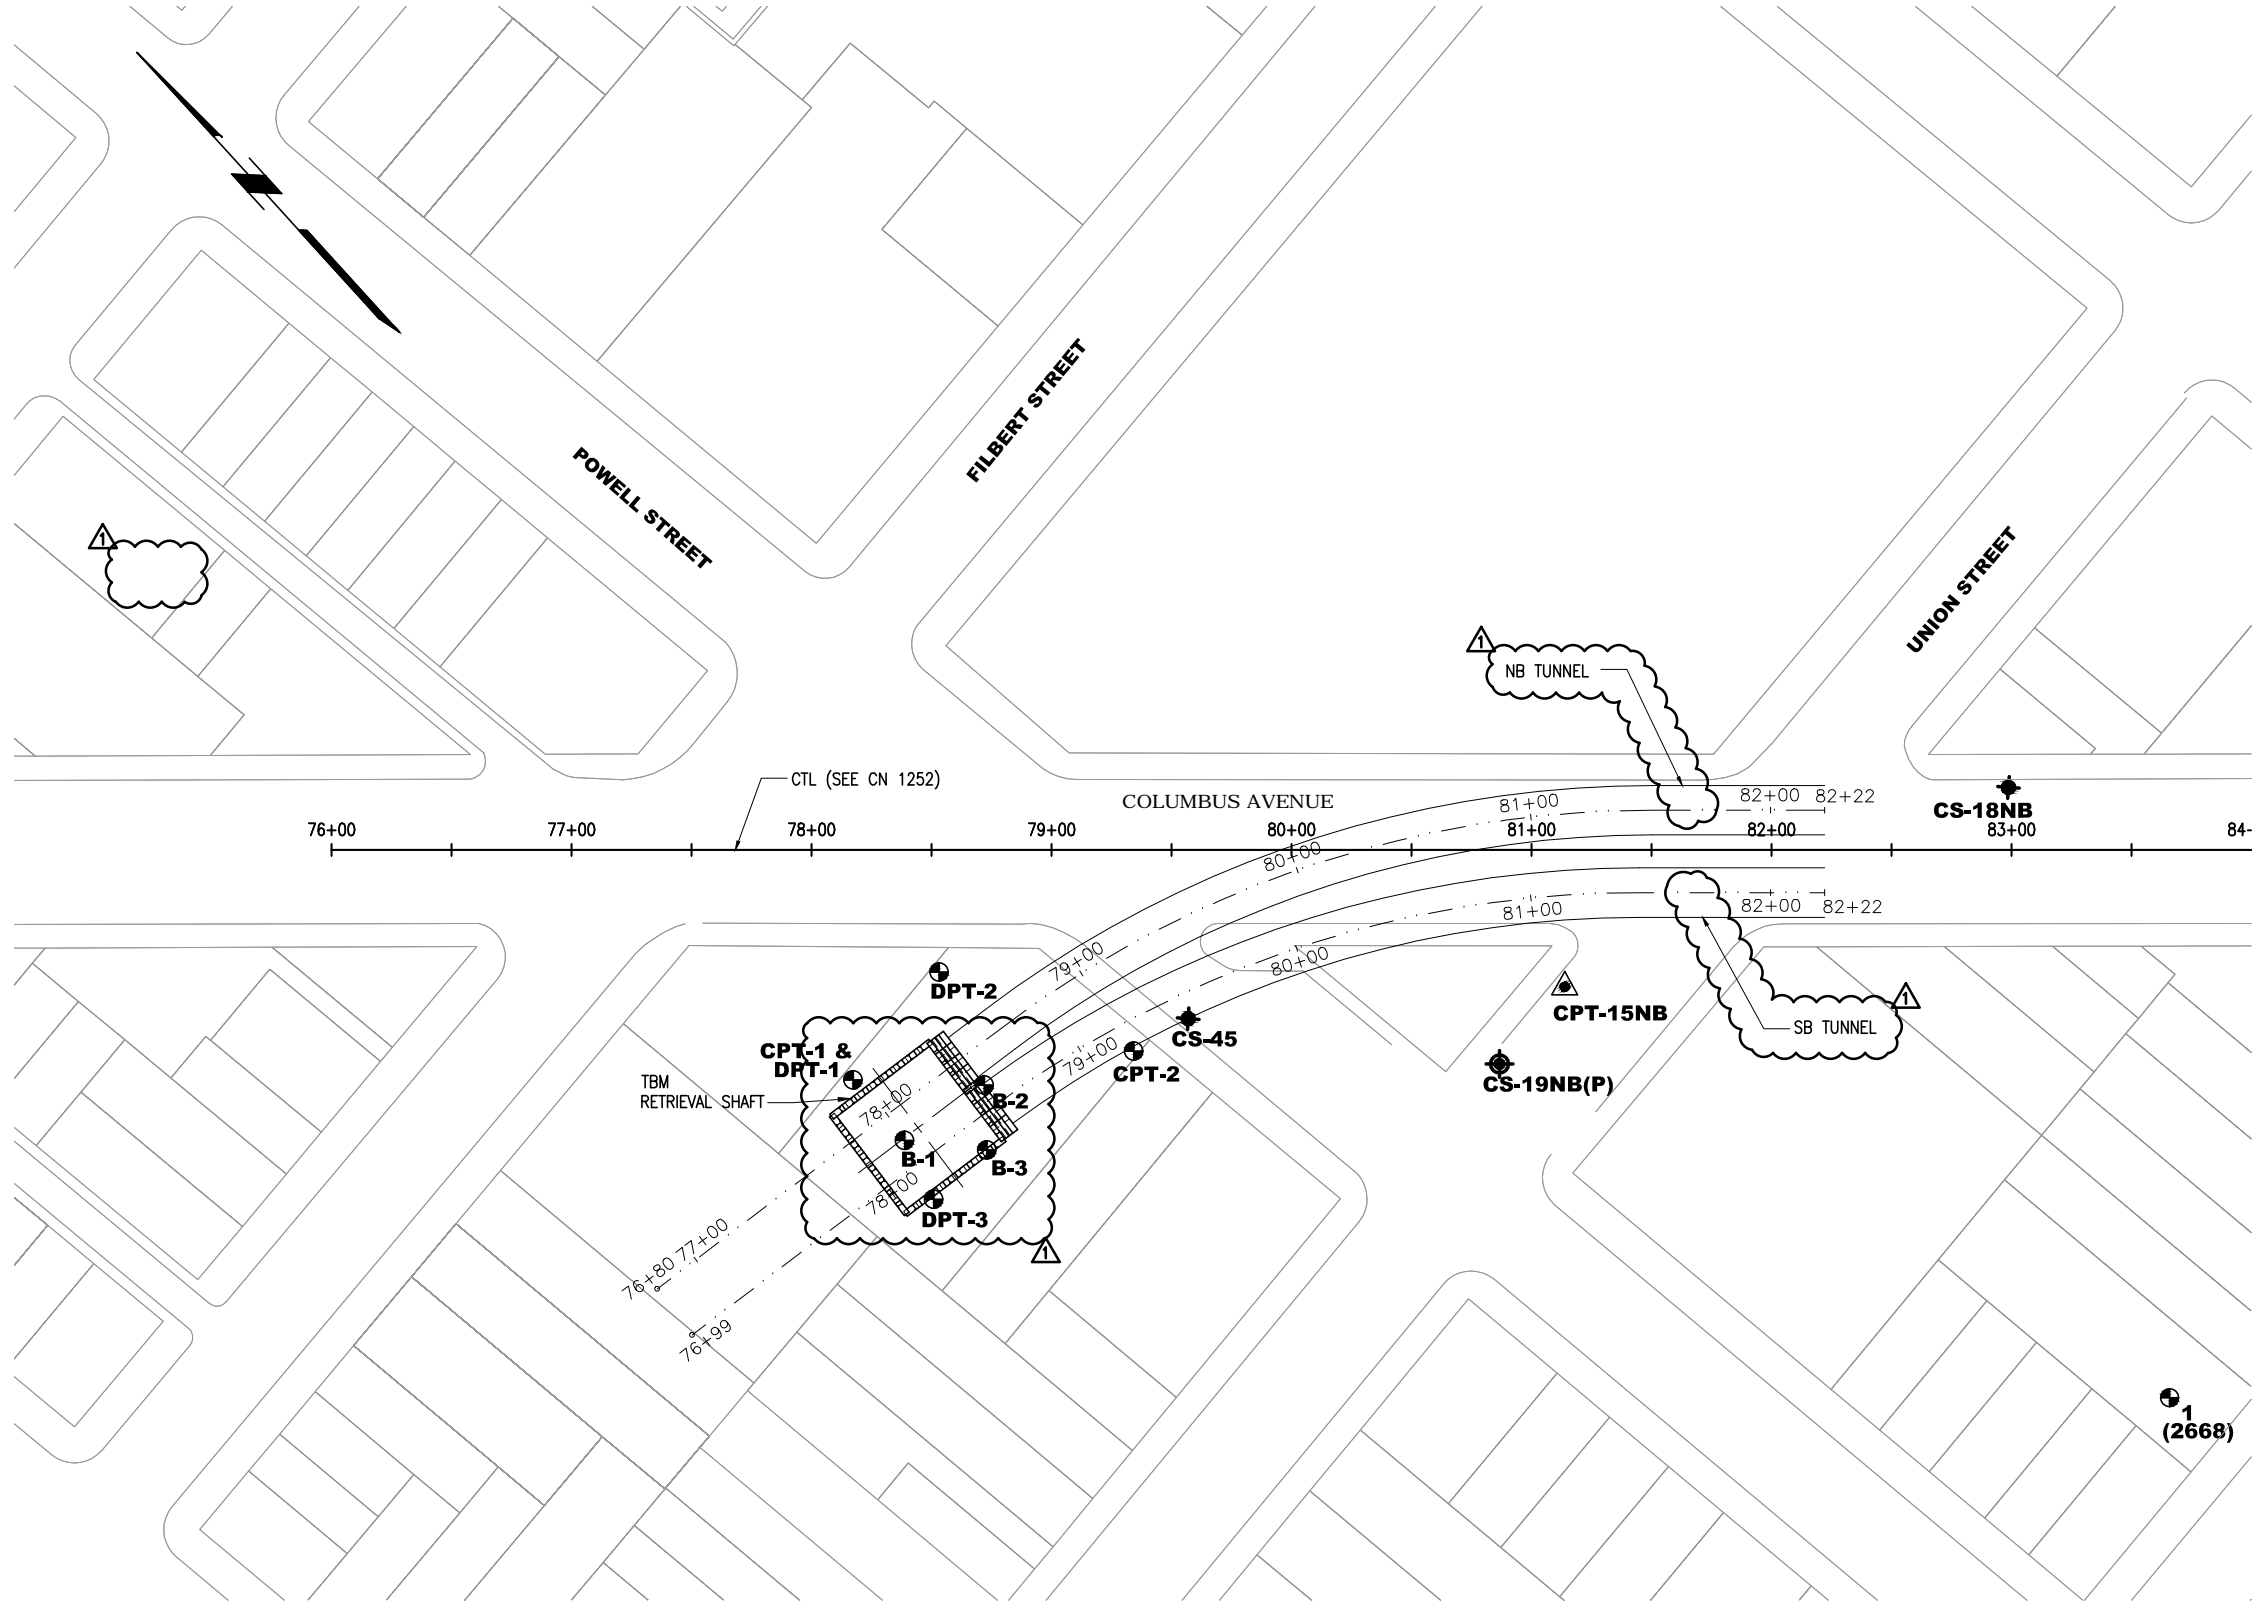 POWELL STREET
FILBERT STREET
UNION STREET
1
1
NB TUNNEL
CTL (SEE CN 1252)
COLUMBUS AVENUE
81+00
82+00
82+22
CS-18NB
76+00
77+00
78+00
79+00
80+00
81+00
82+00
83+00
84-
80+00
81+00
82+00
82+22
79+00
80+00
DPT-2
CPT-15NB
1
SB TUNNEL
CS-45
79+00
CPT-2
CS-19NB(P)
CPT-1 &
DPT-1
TBM
RETRIEVAL SHAFT
78+00
B-2
B-1
B-3
78+00
DPT-3
1
77+00
76+80
76+99
1
(2668)